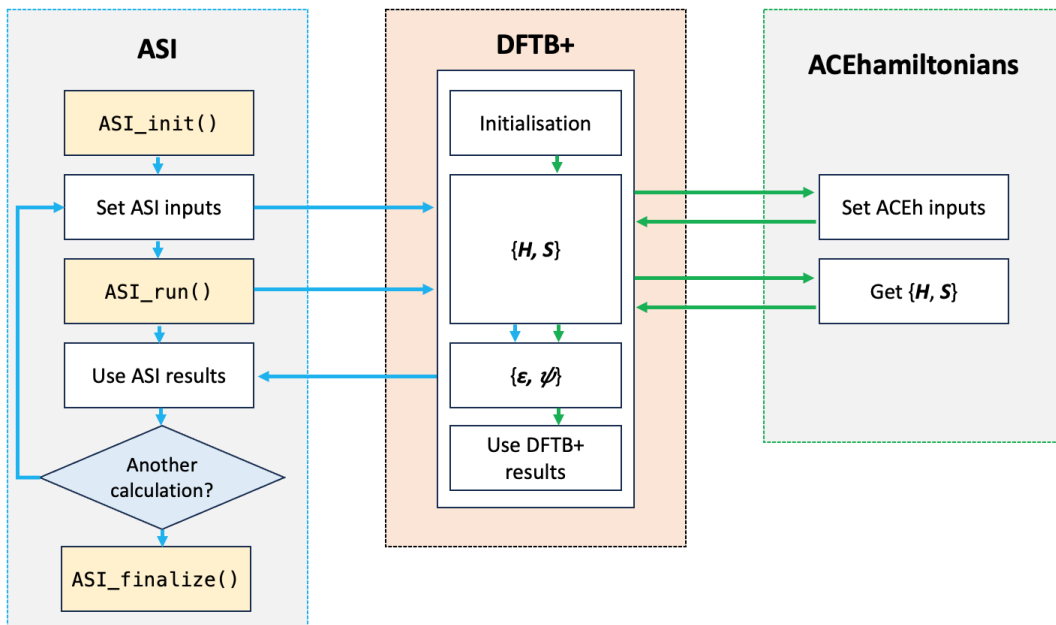 ASI
ASI_init()
Set ASI inputs
ASI_run()
Use ASI results
Another
calculation?
ASI_finalize()
DFTB+
Initialisation
{H, S}
{ε, ψ}
Use DFTB+
results
ACEhamiltonians
Set ACEh inputs
Get {H, S}